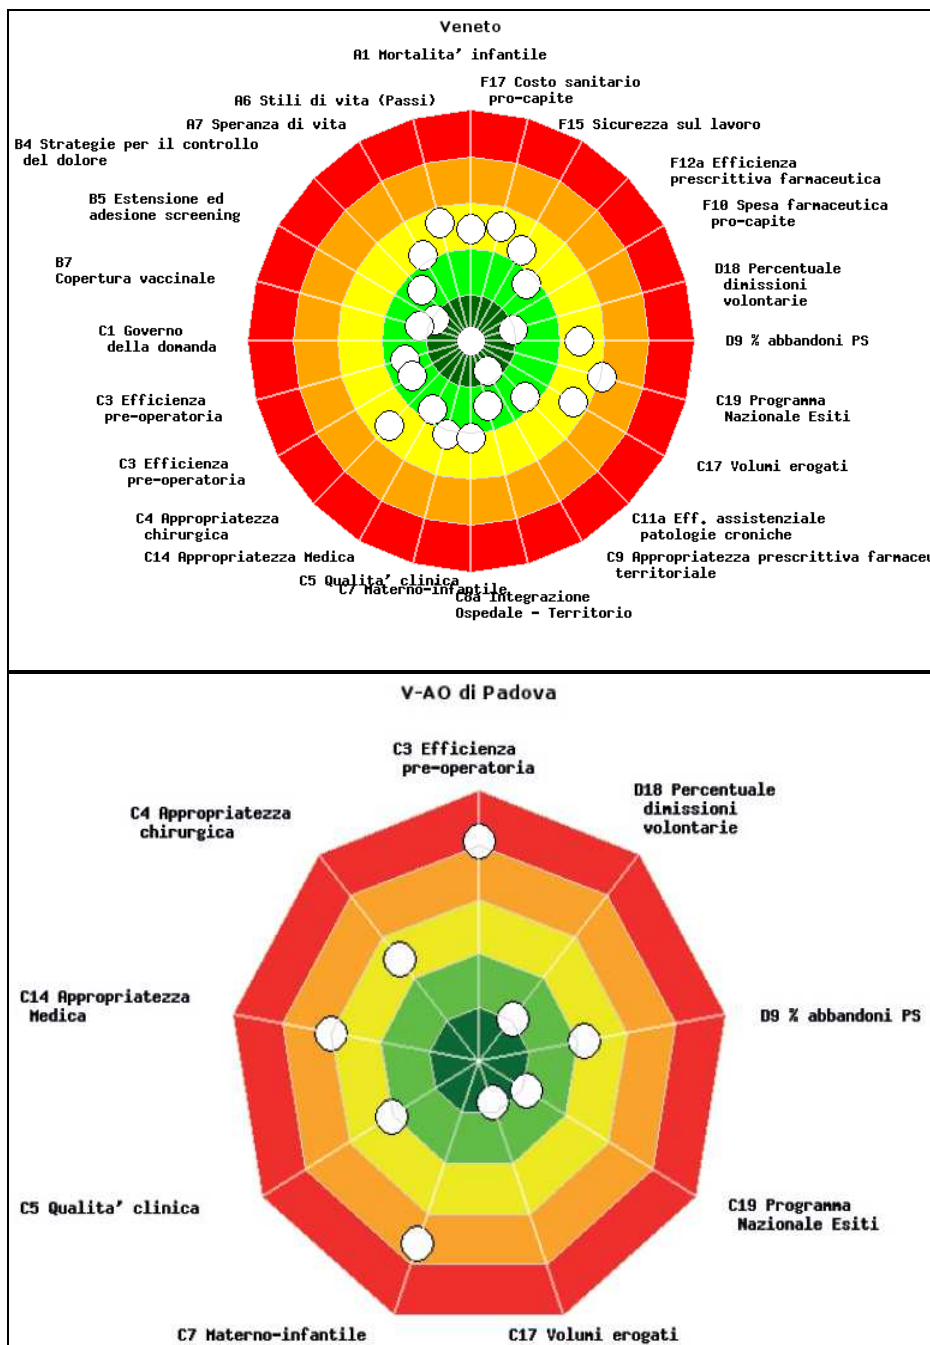 Veneto
A1 Mortalita' infantile
F17 Costo sanitario
pro-capite
A6 Stili di vita (Passi)
F15 Sicurezza sul lavoro
A7 Speranza di vita
B4 Strategie per il controllo
del dolore
F12a Efficienza
prescrittiva farmaceutica
B5 Estensione ed
adesione screening
F10 Spesa farmaceutica
pro-capite
B7
Copertura vaccinale
D18 Percentuale
dimissioni
volontarie
C1 Governo
della domanda
D9 % abbandoni PS
C3 Efficienza
pre-operatoria
C19 Programma
Nazionale Esiti
C3 Efficienza
pre-operatoria
C17 Volumi erogati
C4 Appropriatezza
chirurgica
C11a Eff. assistenziale
patologie croniche
C14 Appropriatezza Medica
C9 Appropriatezza prescrittiva farmaceu
territoriale
C5 Qualita' clinica
C7 Materno-infantile
C8a Integrazione
Ospedale - Territorio
V-AO di Padova
C3 Efficienza
pre-operatoria
D18 Percentuale
dimissioni
volontarie
C4 Appropriatezza
chirurgica
C14 Appropriatezza
Medica
D9 % abbandoni PS
C5 Qualita' clinica
C19 Programma
Nazionale Esiti
C7 Materno-infantile
C17 Volumi erogati